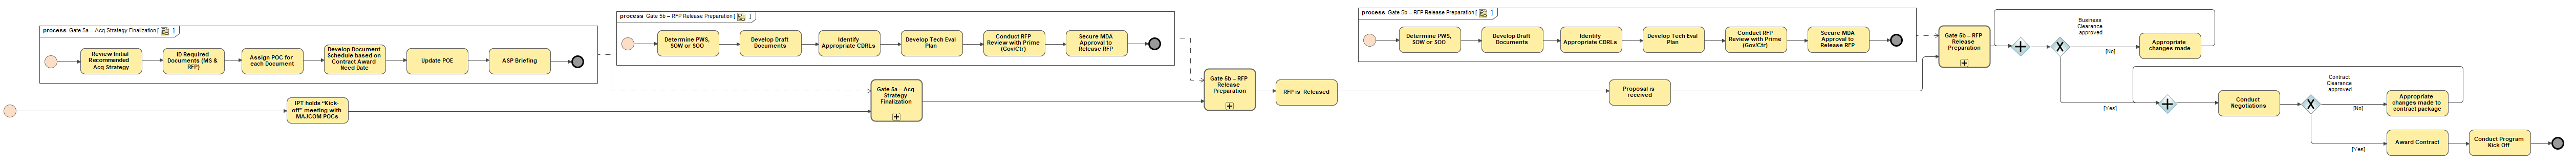 process Gate 5a – Acq Strategy Finalization[ ]
Review Initial
Recommended
Acq Strategy
ID Required
Documents (MS &
RFP)
Assign POC for
each Document
Develop Document
Schedule based on
Contract Award
Need Date
Update POE
ASP Briefing
IPT holds “Kick-
off” meeting with
MAJCOM POCs
process Gate 5b – RFP Release Preparation[ ]
Determine PWS,
SOW or SOO
Develop Draft
Documents
Identify
Appropriate CDRLs
Develop Tech Eval
Plan
Conduct RFP
Review with Prime
(Gov/Ctr)
Secure MDA
Approval to
Release RFP
Gate 5a – Acq
Strategy
Finalization
Gate 5b – RFP
Release
Preparation
RFP is Released
process Gate 5b – RFP Release Preparation[ ]
Determine PWS,
SOW or SOO
Develop Draft
Documents
Identify
Appropriate CDRLs
Develop Tech Eval
Plan
Conduct RFP
Review with Prime
(Gov/Ctr)
Secure MDA
Approval to
Release RFP
Proposal is
received
Gate 5b – RFP
Release
Preparation
Business
Clearance
approved
[No]
Appropriate
changes made
[Yes]
Conduct
Negotiations
Contract
Clearance
approved
[No]
Appropriate
changes made to
contract package
[Yes]
Award Contract
Conduct Program
Kick Off